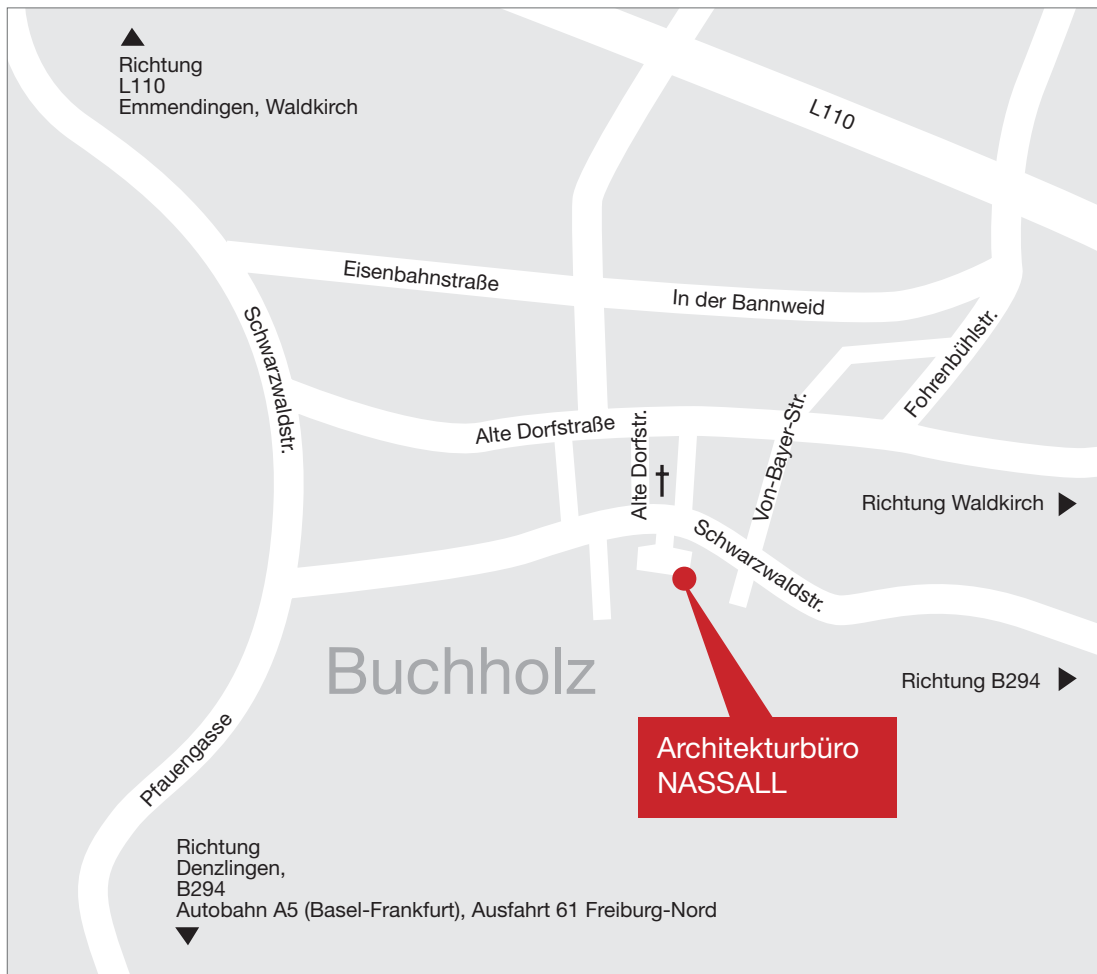 Richtung
L110
Emmendingen, Waldkirch
L110
Eisenbahnstraße
In der Bannweid
Schwarzwaldstr.
Fohrenbühlstr.
Alte Dorfstraße
Alte Dorfstr.
Von-Bayer-Str.
Richtung Waldkirch
Schwarzwaldstr.
Buchholz
Richtung B294
Pfauengasse
Architekturbüro
NASSALL
Richtung
Denzlingen,
B294
Autobahn A5 (Basel-Frankfurt), Ausfahrt 61 Freiburg-Nord